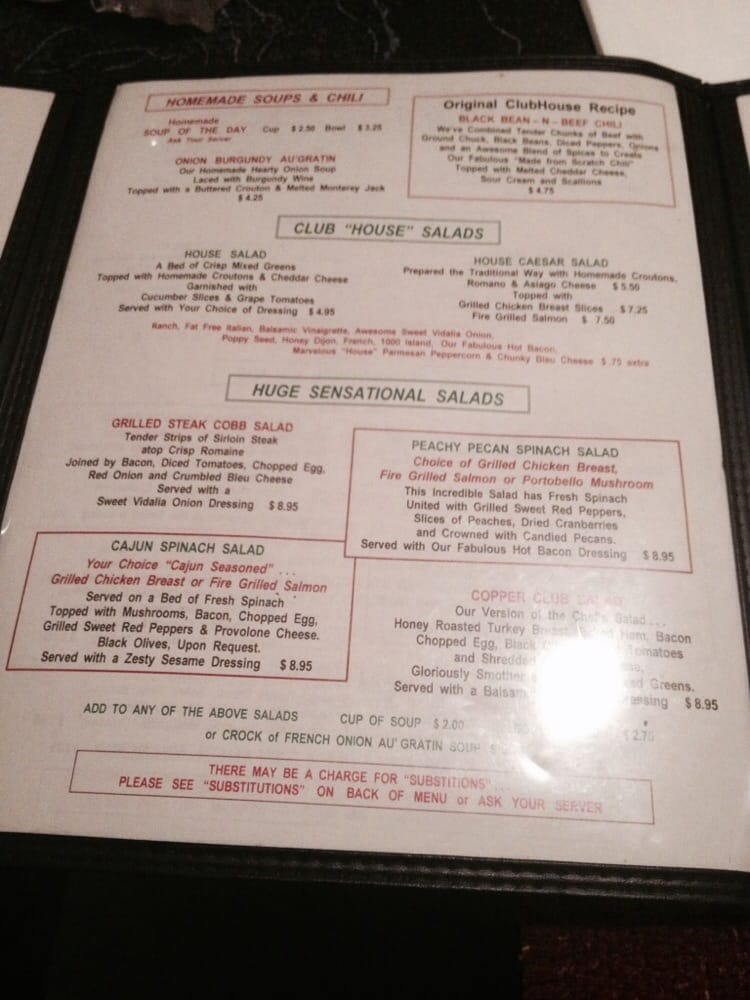 HOMEMADE SOUPS & CHILI
Homemade
SOUP OF THE DAY Cup $ 2.50 Bowl $ 3.25
Ask Your Server
ONION BURGUNDY AU'GRATIN
Our Homemade Hearty Onion Soup
Laced with Burgundy Wine
Topped with a Buttered Crouton & Melted Monterey Jack
$ 4.25
Original ClubHouse Recipe
BLACK BEAN - N - BEEF CHILI
We've Combined Tender Chunks of Beef with
Ground Chuck, Black Beans, Diced Peppers, Onions
and an Awesome Blend of Spices to Create
Our Fabulous "Made from Scratch Chili"
Topped with Melted Cheddar Cheese,
Sour Cream and Scallions
$ 4.75
CLUB "HOUSE" SALADS
HOUSE SALAD
A Bed of Crisp Mixed Greens
Topped with Homemade Croutons & Cheddar Cheese
Garnished with
Cucumber Slices & Grape Tomatoes
Served with Your Choice of Dressing $ 4.95
HOUSE CAESAR SALAD
Prepared the Traditional Way with Homemade Croutons,
Romano & Asiago Cheese $ 5.50
Topped with
Grilled Chicken Breast Slices $ 7.25
Fire Grilled Salmon $ 7.50
Ranch, Fat Free Italian, Balsamic Vinaigrette, Awesome Sweet Vidalia Onion,
Poppy Seed, Honey Dijon, French, 1000 Island, Our Fabulous Hot Bacon,
Marvelous "House" Parmesan Peppercorn & Chunky Bleu Cheese $ .75 extra
HUGE SENSATIONAL SALADS
GRILLED STEAK COBB SALAD
Tender Strips of Sirloin Steak
atop Crisp Romaine
Joined by Bacon, Diced Tomatoes, Chopped Egg,
Red Onion and Crumbled Bleu Cheese
Served with a
Sweet Vidalia Onion Dressing $ 8.95
PEACHY PECAN SPINACH SALAD
Choice of Grilled Chicken Breast,
Fire Grilled Salmon or Portobello Mushroom
This Incredible Salad has Fresh Spinach
United with Grilled Sweet Red Peppers,
Slices of Peaches, Dried Cranberries
and Crowned with Candied Pecans.
Served with Our Fabulous Hot Bacon Dressing $ 8.95
CAJUN SPINACH SALAD
Your Choice "Cajun Seasoned" ...
Grilled Chicken Breast or Fire Grilled Salmon
Served on a Bed of Fresh Spinach
Topped with Mushrooms, Bacon, Chopped Egg,
Grilled Sweet Red Peppers & Provolone Cheese.
Black Olives, Upon Request.
Served with a Zesty Sesame Dressing $ 8.95
COPPER CLUB SALAD
Our Version of the Chef's Salad ...
Honey Roasted Turkey Ham, Bacon
Chopped Egg, Black Tomatoes
and Shredded
Gloriously Greens.
Served with a $ 8.95
ADD TO ANY OF THE ABOVE SALADS CUP OF SOUP $ 2.00 $ 2.75
or CROCK of FRENCH ONION AU' GRATIN SOUP $
THERE MAY BE A CHARGE FOR "SUBSTITIONS" ...
PLEASE SEE "SUBSTITUTIONS" ON BACK OF MENU or ASK YOUR SERVER